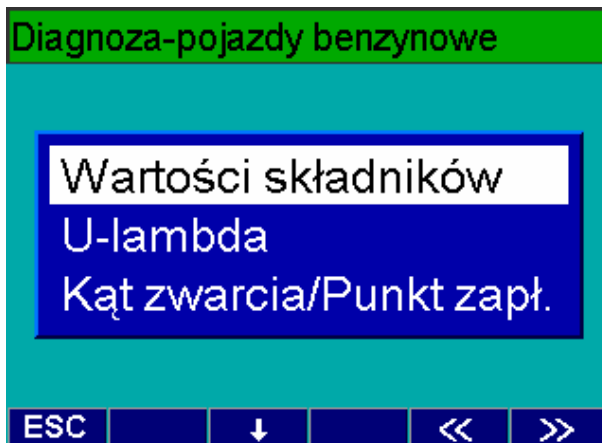 Diagnoza-pojazdy benzynowe
Wartości składników
U-lambda
Kąt zwarcia/Punkt zapł.
ESC ↓ << >>